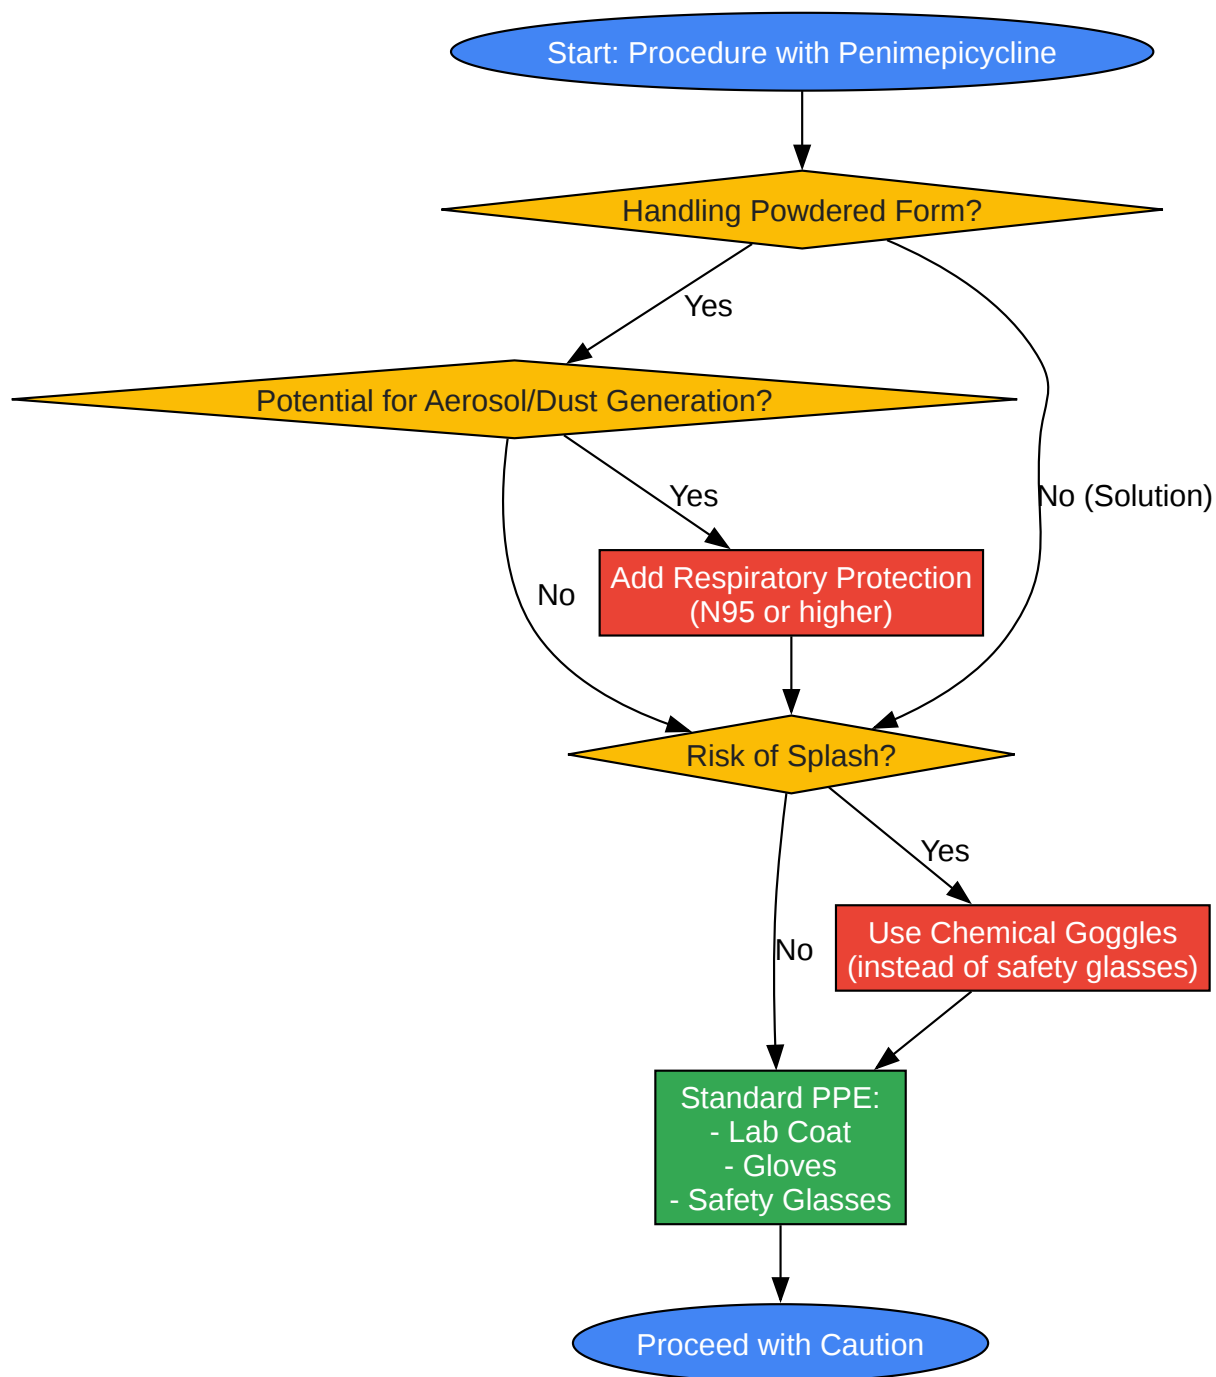 Start: Procedure with Penimepicycline
Handling Powdered Form?
Yes
Potential for Aerosol/Dust Generation?
Yes
No (Solution)
Add Respiratory Protection
(N95 or higher)
No
Risk of Splash?
Yes
Use Chemical Goggles
(instead of safety glasses)
No
Standard PPE:
- Lab Coat
- Gloves
- Safety Glasses
Proceed with Caution